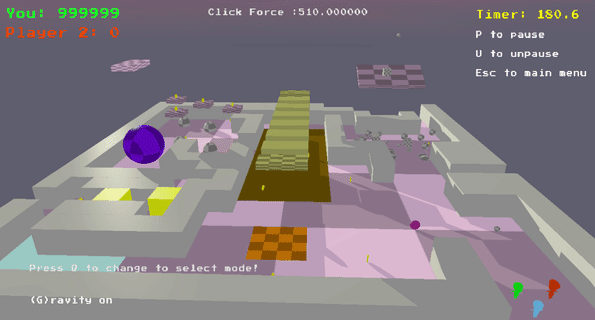 You: 999999
Click Force :510.000000
Timer: 180.6
Player 2: 0
P to pause
U to unpause
Esc to main menu
Press Q to change to select mode!
(G)ravity on